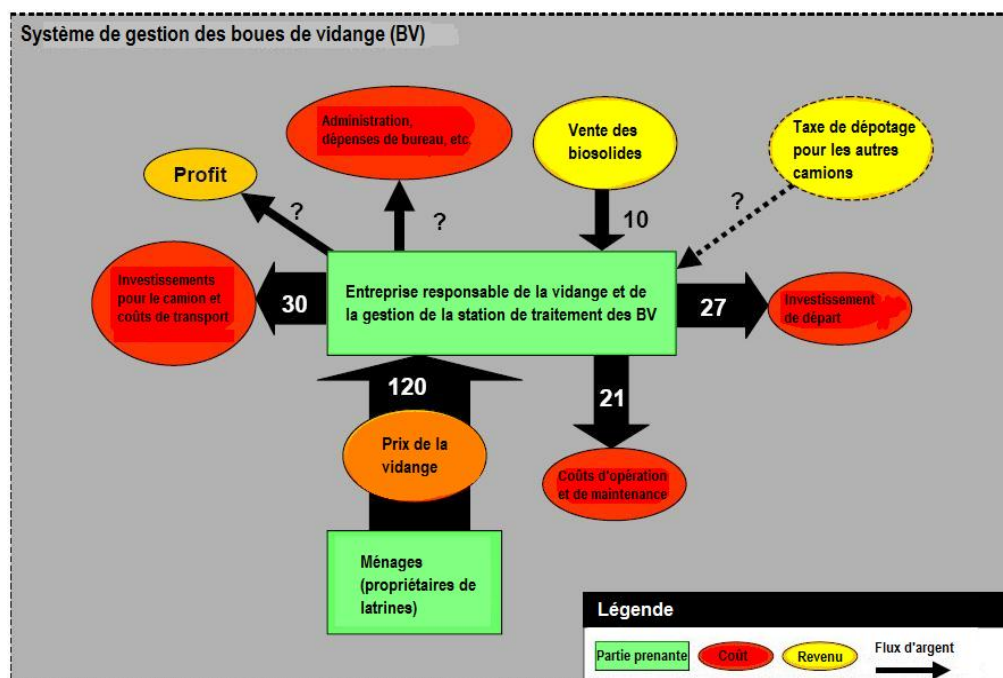 Système de gestion des boues de vidange (BV)
Administration,
dépenses de bureau, etc.
Vente des
biosolides
Taxe de dépotage
pour les autres
camions
Profit
?
?
10
?
Investissements
pour le camion et
coûts de transport
30
Entreprise responsable de la vidange et de
la gestion de la station de traitement des BV
27
Investissement
de départ
120
21
Prix de la
vidange
Coûts d'opération
et de maintenance
Ménages
(propriétaires de
latrines)
Légende
Partie prenante
Coût
Revenu
Flux d'argent